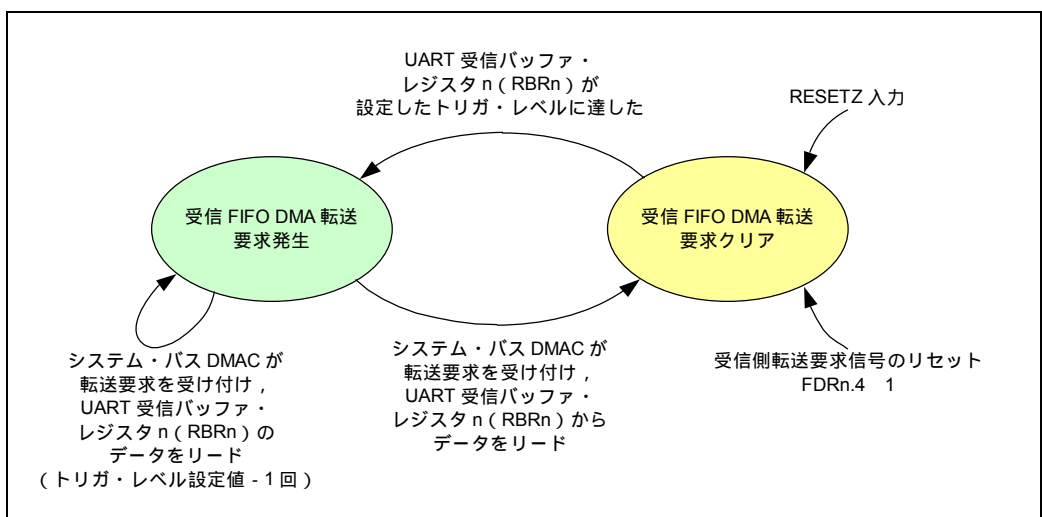 UART 受信バッファ・
レジスタ n（RBRn）が
設定したトリガ・レベルに達した
RESETZ 入力
受信 FIFO DMA 転送
要求発生
受信 FIFO DMA 転送
要求クリア
システム・バス DMAC が
転送要求を受け付け，
UART 受信バッファ・
レジスタ n（RBRn）の
データをリード
（トリガ・レベル設定値 - 1 回）
システム・バス DMAC が
転送要求を受け付け，
UART 受信バッファ・
レジスタ n（RBRn）から
データをリード
受信側転送要求信号のリセット
FDRn.4　1